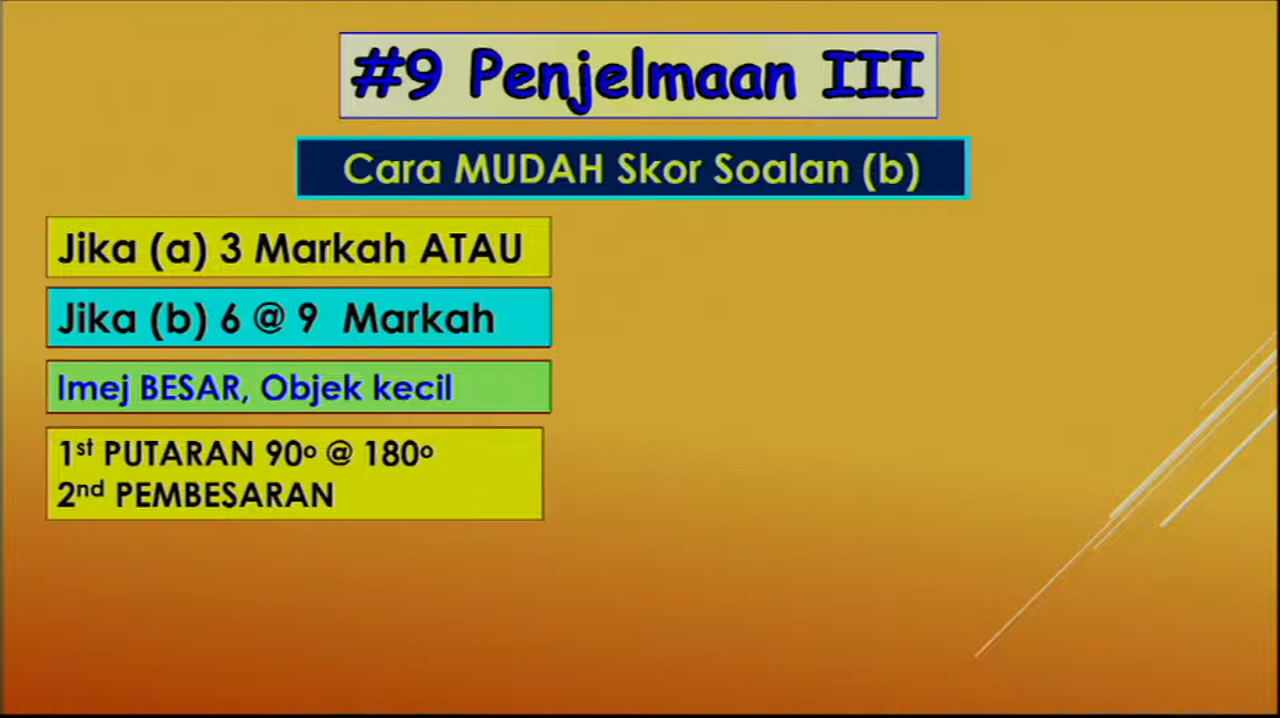 #9 Penjelmaan III
Cara MUDAH Skor Soalan (b)
Jika (a) 3 Markah ATAU
Jika (b) 6 @ 9 Markah
Imej BESAR, Objek kecil
1st PUTARAN 90o @ 180o
2nd PEMBESARAN